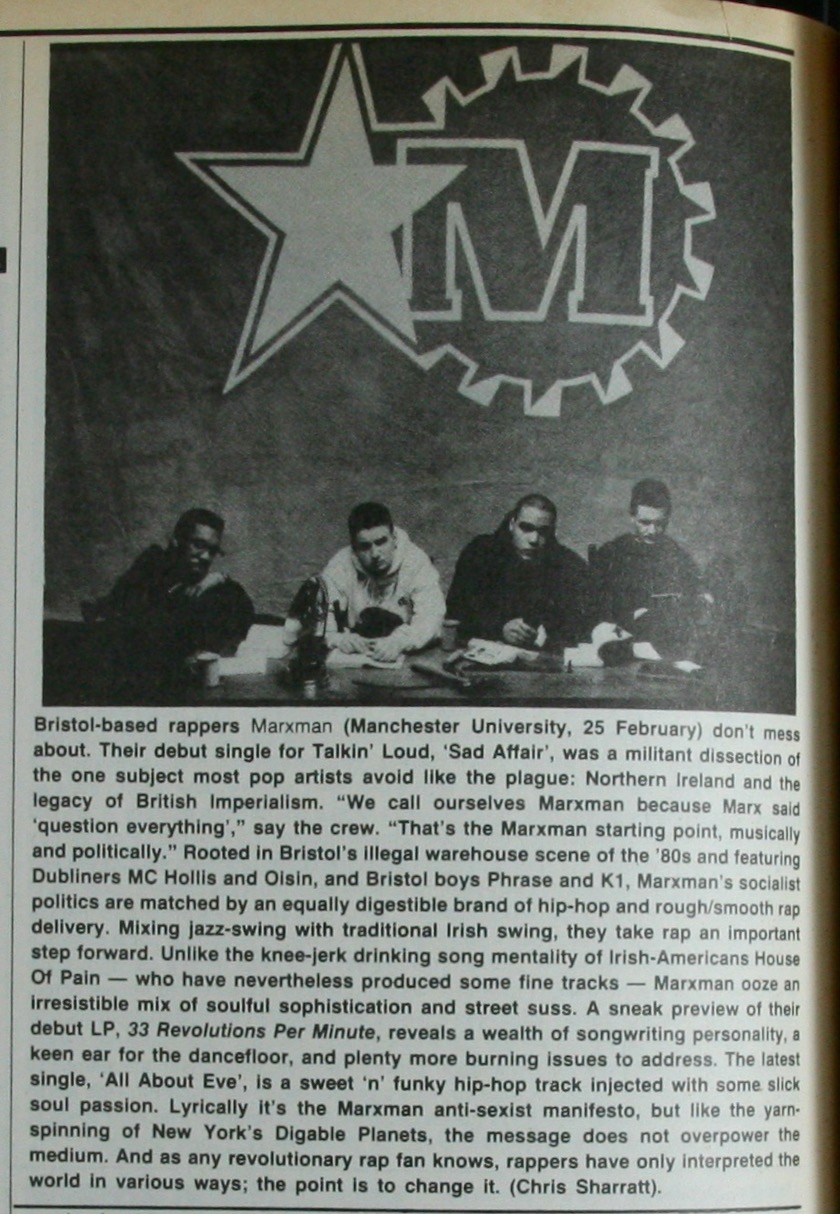 M
Bristol-based rappers Marxman (Manchester University, 25 February) don't mess
about. Their debut single for Talkin' Loud, 'Sad Affair', was a militant dissection of
the one subject most pop artists avoid like the plague: Northern Ireland and the
legacy of British Imperialism. "We call ourselves Marxman because Marx said
'question everything'," say the crew. "That's the Marxman starting point, musically
and politically." Rooted in Bristol's illegal warehouse scene of the '80s and featuring
Dubliners MC Hollis and Oisin, and Bristol boys Phrase and K1, Marxman's socialist
politics are matched by an equally digestible brand of hip-hop and rough/smooth rap
delivery. Mixing jazz-swing with traditional Irish swing, they take rap an important
step forward. Unlike the knee-jerk drinking song mentality of Irish-Americans House
Of Pain — who have nevertheless produced some fine tracks — Marxman ooze an
irresistible mix of soulful sophistication and street suss. A sneak preview of their
debut LP, 33 Revolutions Per Minute, reveals a wealth of songwriting personality, a
keen ear for the dancefloor, and plenty more burning issues to address. The latest
single, 'All About Eve', is a sweet 'n' funky hip-hop track injected with some slick
soul passion. Lyrically it's the Marxman anti-sexist manifesto, but like the yarn-
spinning of New York's Digable Planets, the message does not overpower the
medium. And as any revolutionary rap fan knows, rappers have only interpreted the
world in various ways; the point is to change it. (Chris Sharratt).